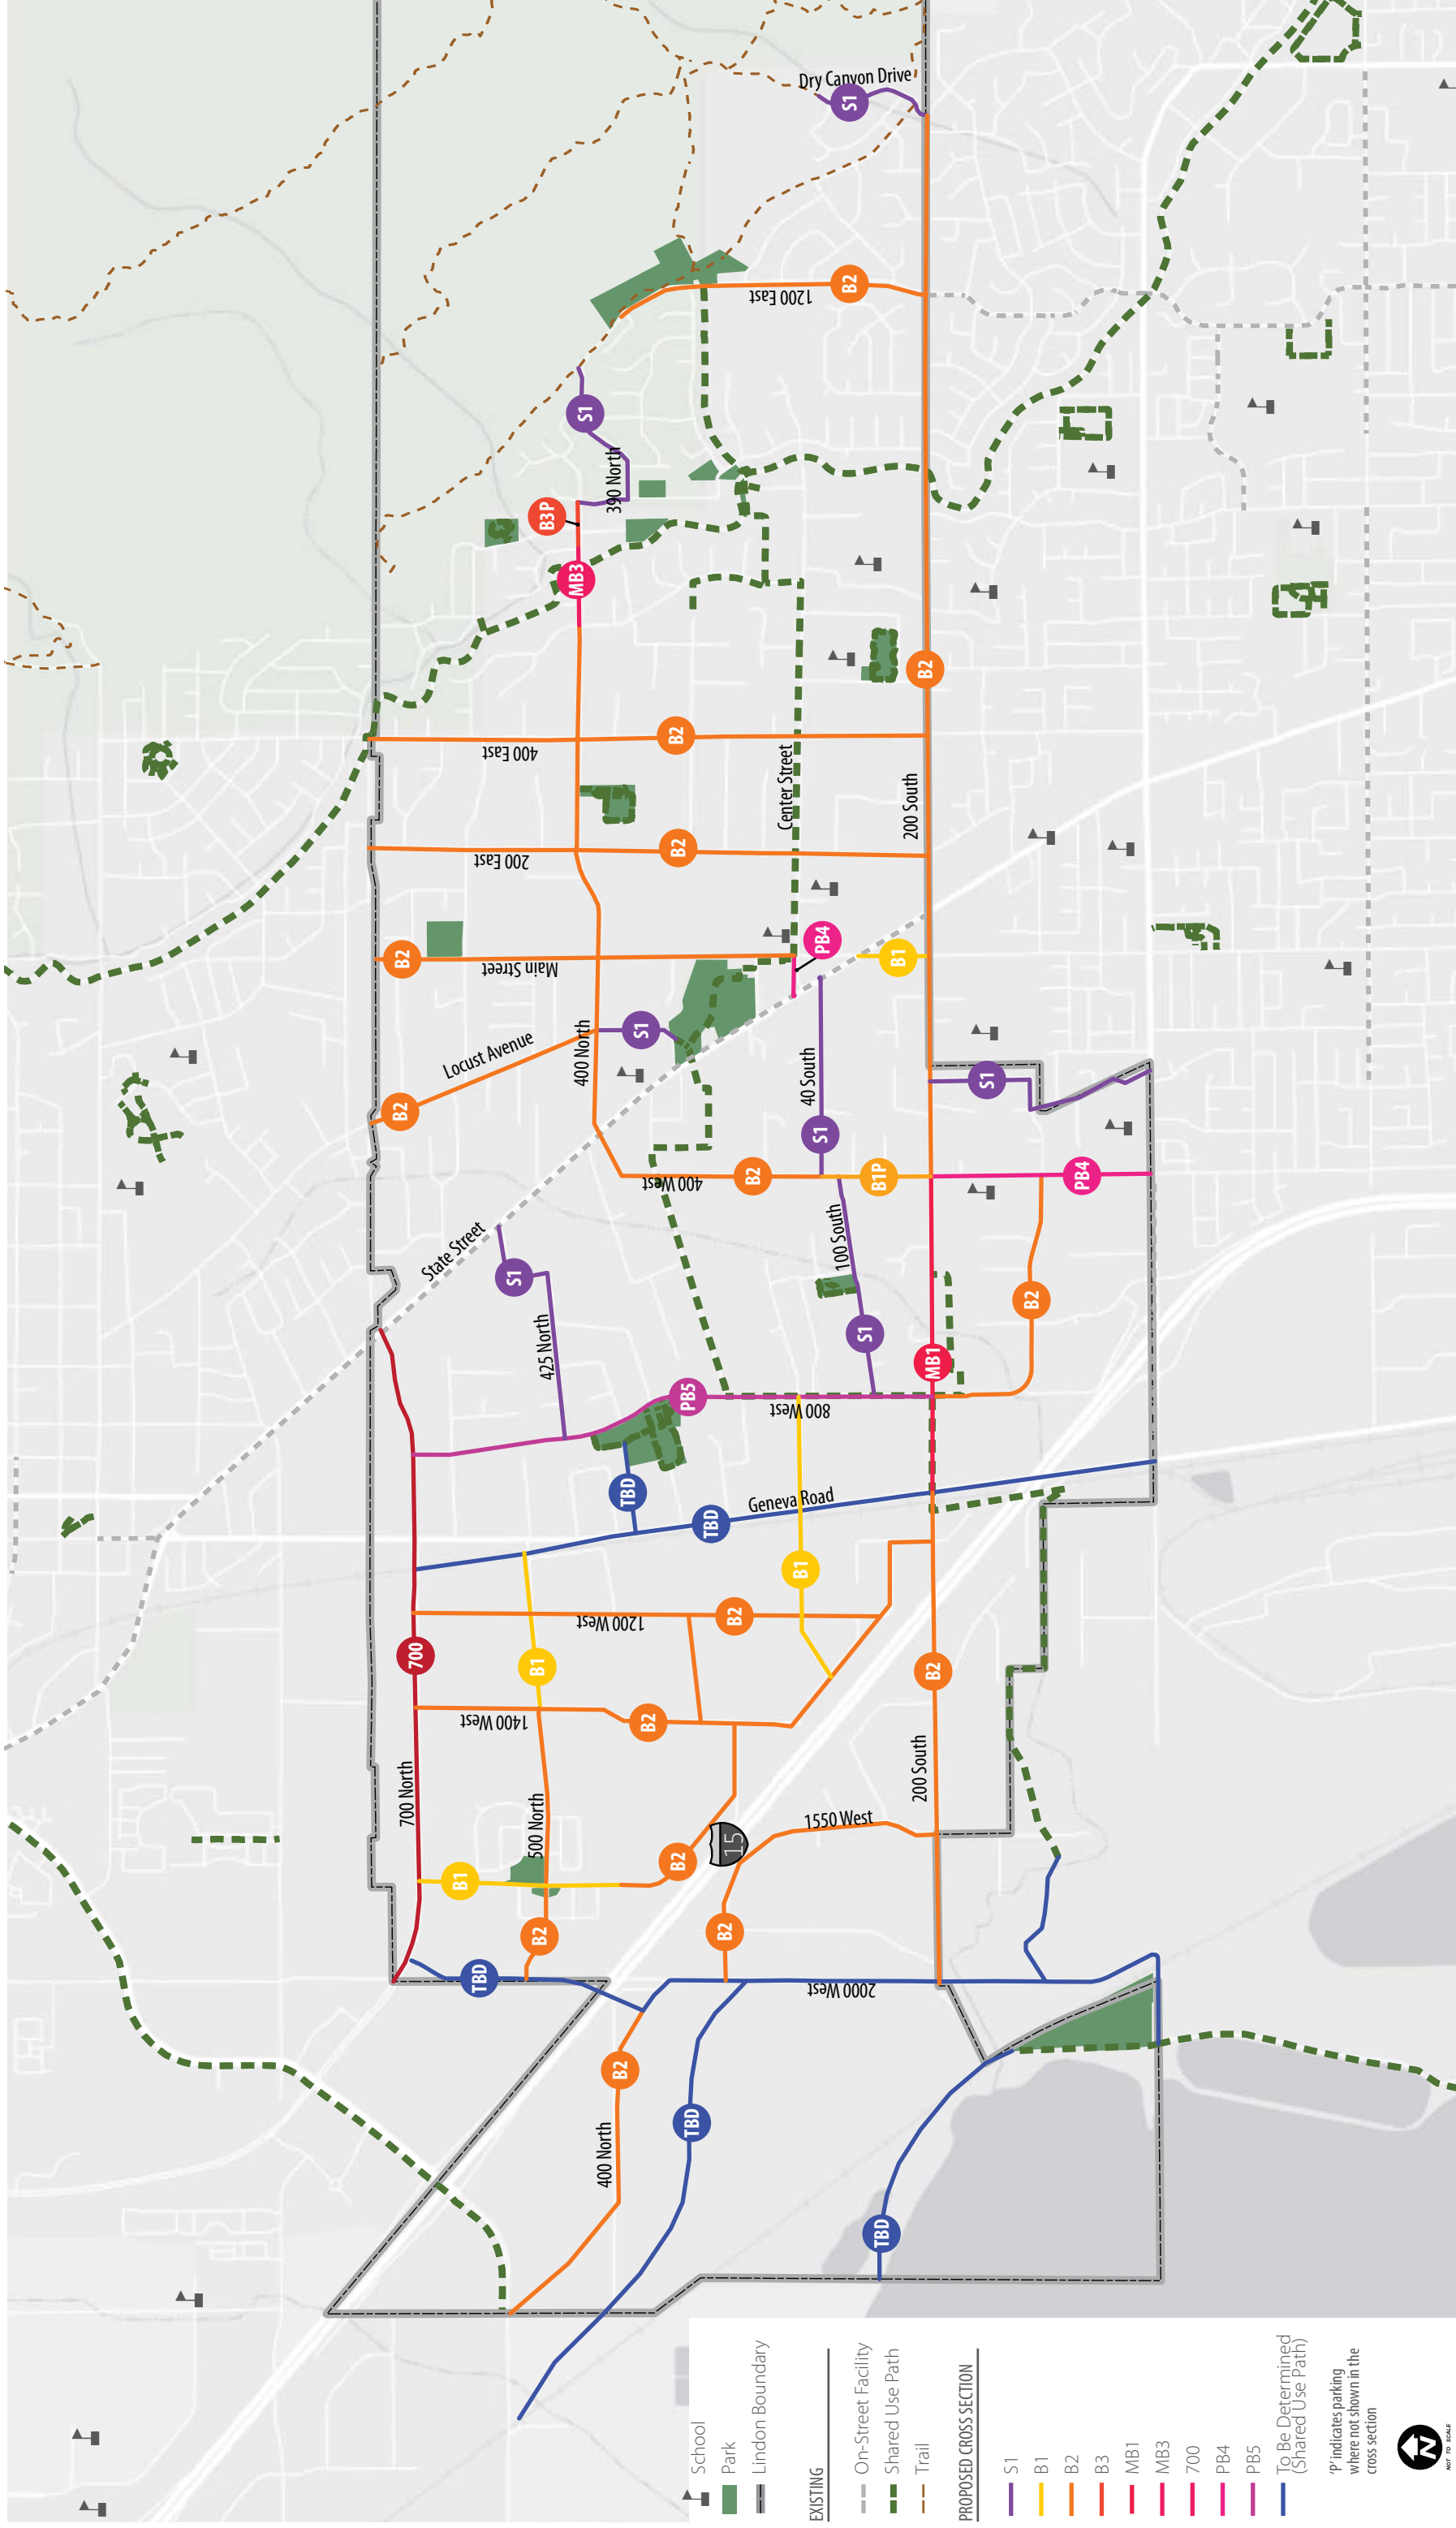 Dry Canyon Drive
S1
B2
1200 East
S1
390 North
B3P
MB3
B2
400 East
B2
200 East
B2
Center Street
200 South
B2
Main Street
PB4
B1
Locust Avenue
B2
400 North
S1
40 South
S1
S1
400 West
B2
B1P
PB4
State Street
S1
425 North
100 South
S1
B2
MB1
PB5
800 West
TBD
TBD
Geneva Road
B1
1200 West
B2
700
B1
B2
1400 West
B2
700 North
500 North
200 South
1550 West
15
B1
B2
B2
B2
TBD
2000 West
B2
400 North
TBD
TBD
School
Park
Lindon Boundary
EXISTING
On-Street Facility
Shared Use Path
Trail
PROPOSED CROSS SECTION
S1
B1
B2
B3
MB1
MB3
700
PB4
PB5
To Be Determined
(Shared Use Path)
'P' indicates parking
where not shown in the
cross section
N
NOT TO SCALE